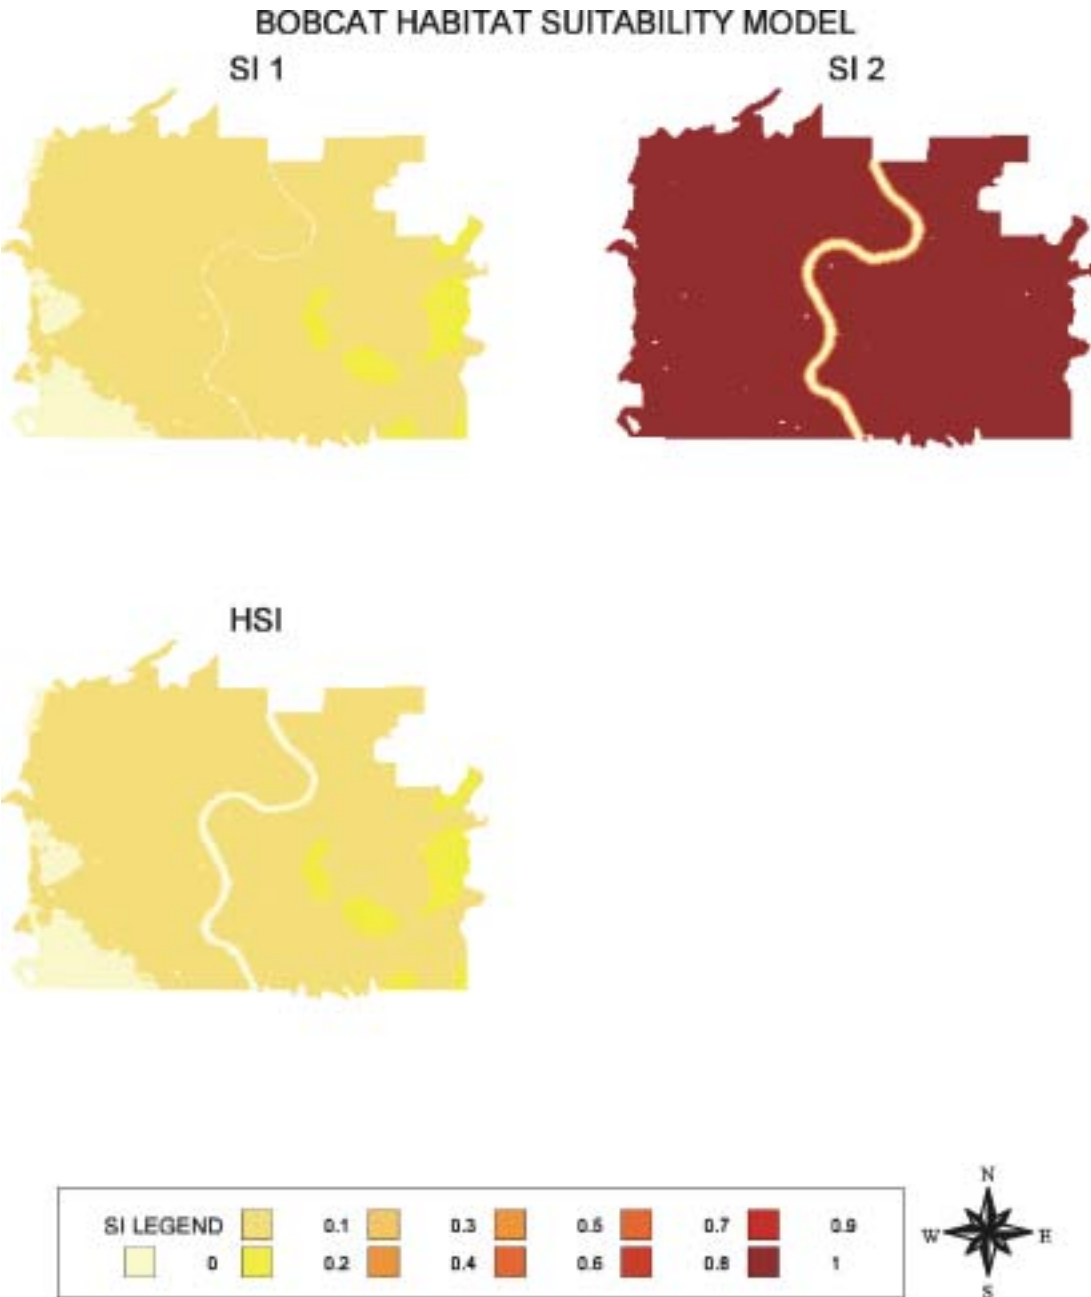 BOBCAT HABITAT SUITABILITY MODEL
SI 1
SI 2
HSI
SI LEGEND 0.1 0.3 0.5 0.7 0.9
0 0.2 0.4 0.6 0.8 1
N
W E
S